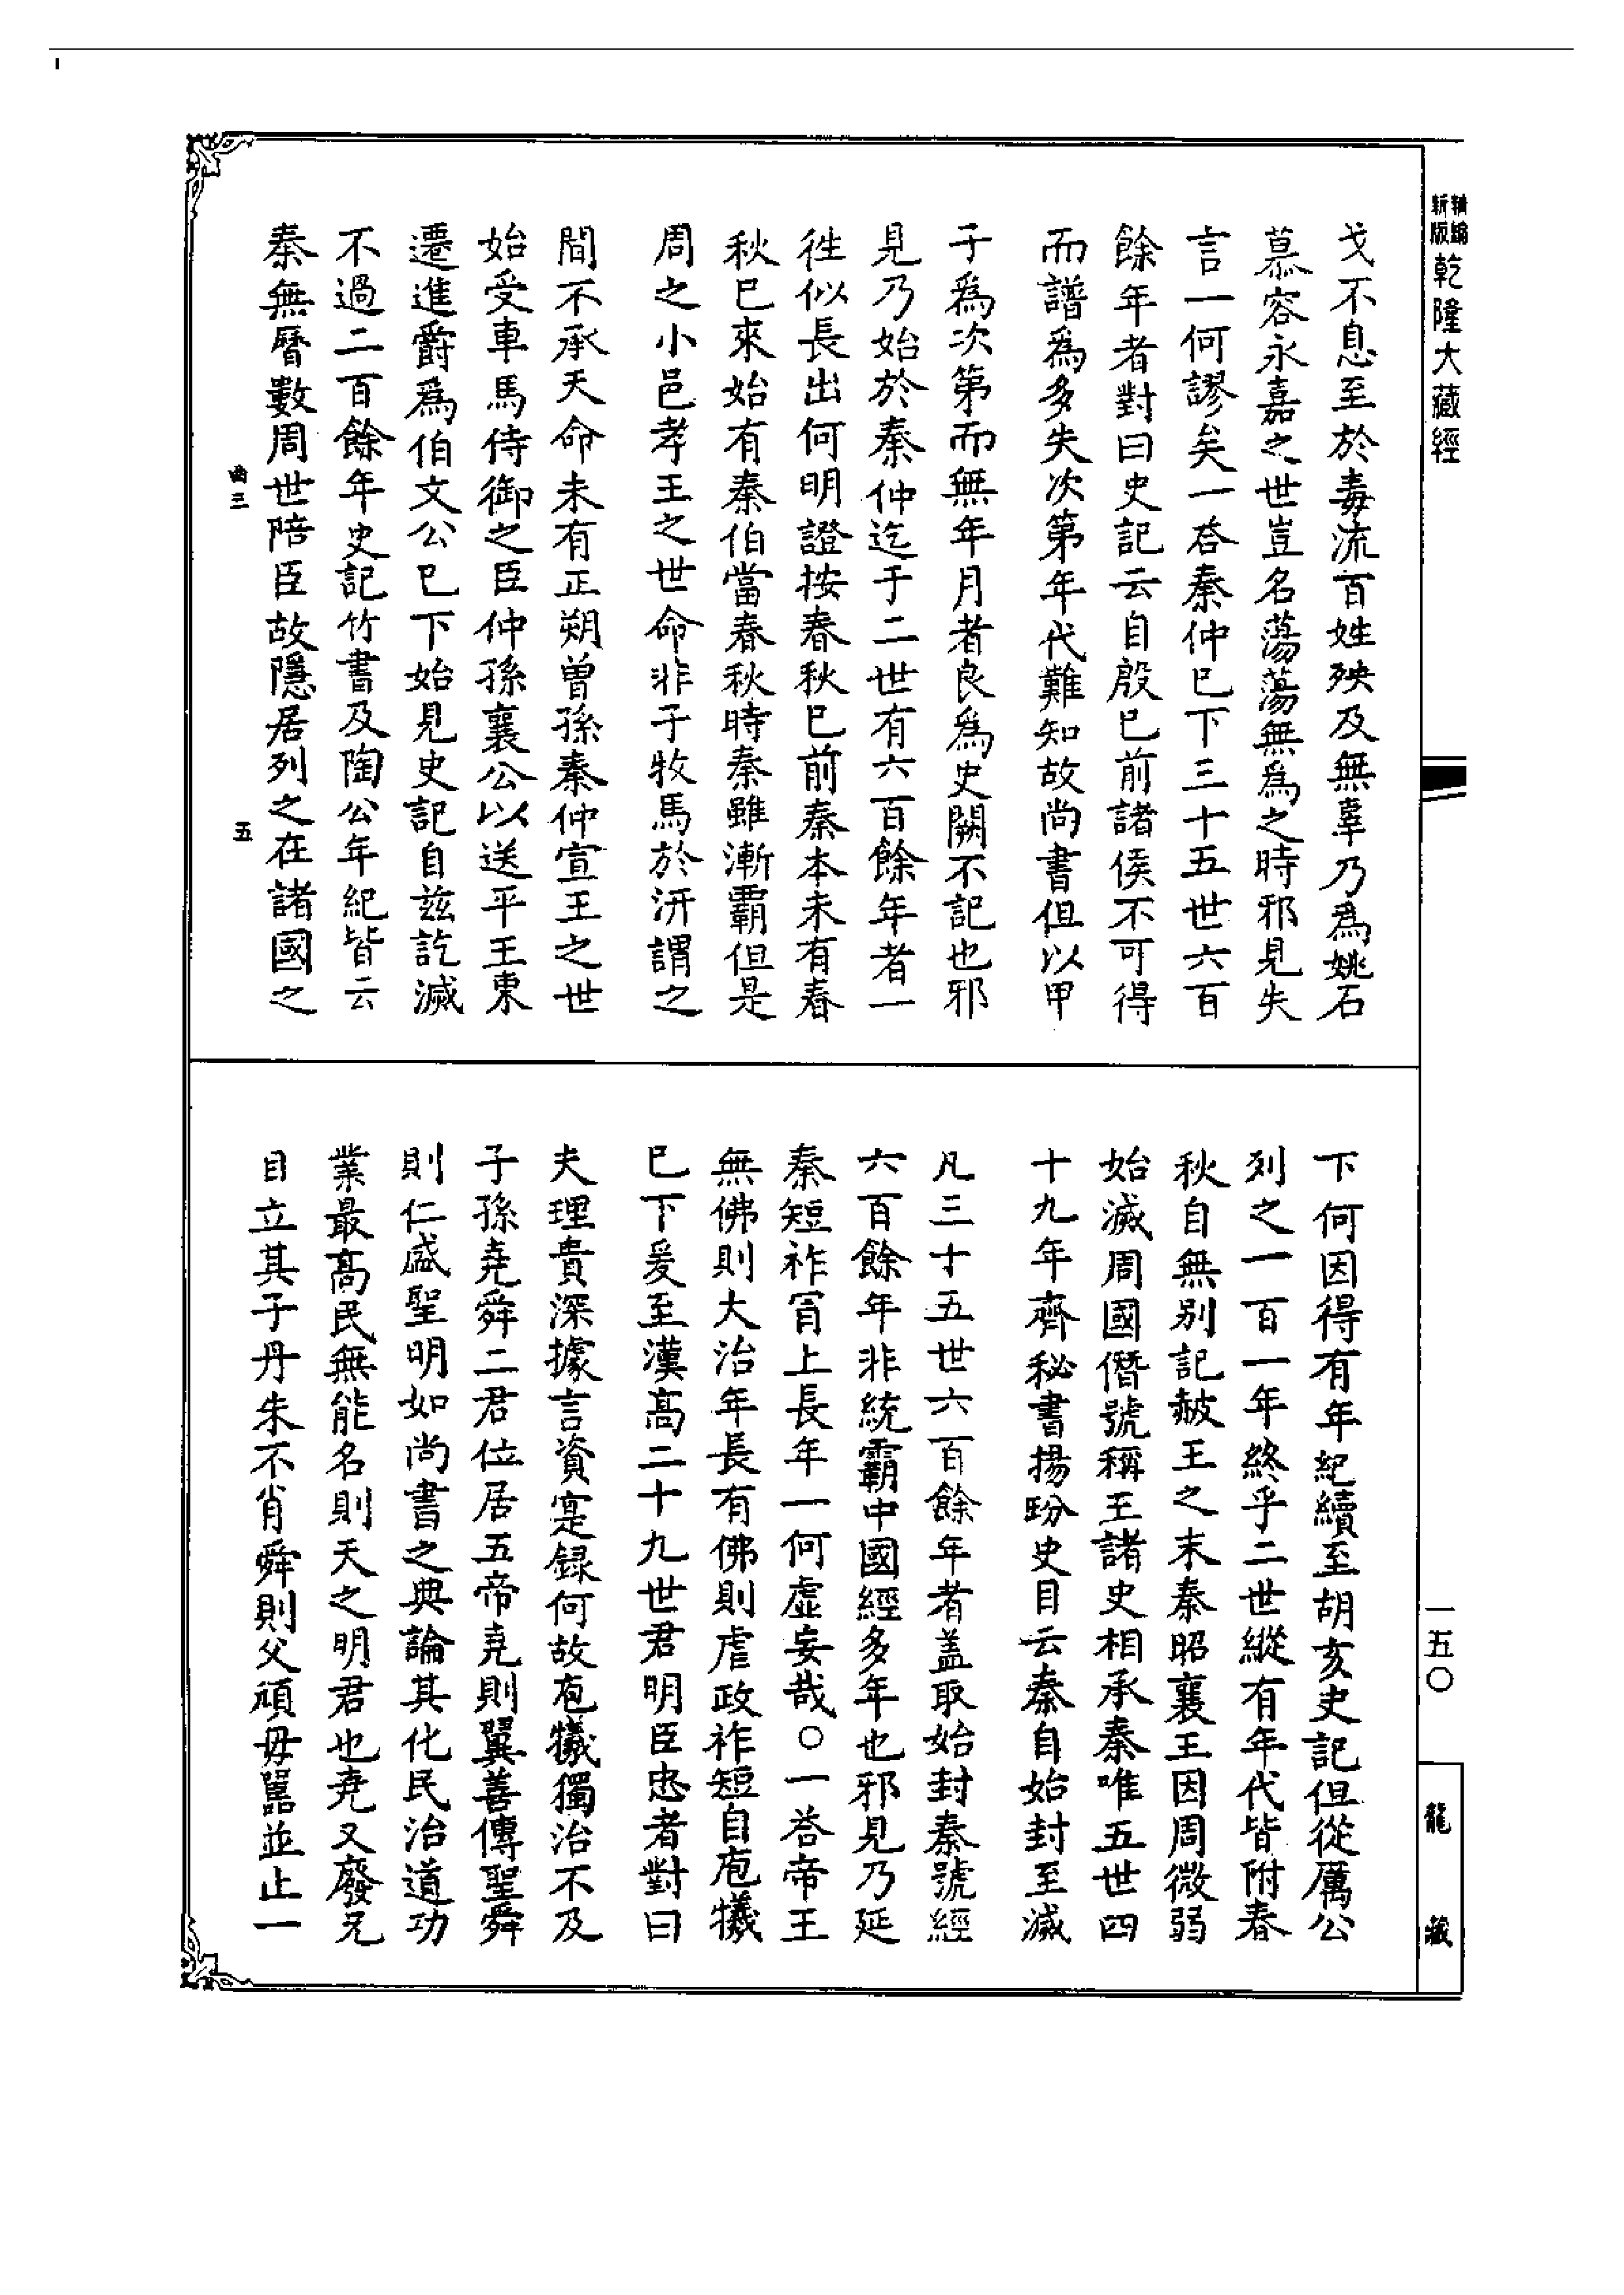 新編
新版
乾隆大藏經
戈不息至於毒流百姓殃及無辜乃為姚石
慕容永嘉之世豈名蕩蕩無為之時邪見失
言一何謬矣一荅秦仲巳下三十五世六百
餘年者對曰史記云自殷巳前諸侯不可得
而譜為多失次第年代難知故尚書但以甲
子為次第而無年月者良為史闕不記也邪
見乃始於秦仲迄于二世有六百餘年者一
徃似長出何明證按春秋巳前秦本未有春
秋巳來始有秦伯當春秋時秦雖漸霸但是
周之小邑孝王之世命非子牧馬於汧謂之
間不承天命未有正朔曾孫秦仲宣王之世
始受車馬侍御之臣仲孫襄公以送平王東
遷進爵為伯文公巳下始見史記自茲訖滅
不過二百餘年史記竹書及陶公年紀皆云
秦無曆數周世陪臣故隱居列之在諸國之
三
五
下何因得有年紀續至胡亥史記但從厲公
列之一百一年終乎二世縱有年代皆附春
秋自無別記赧王之末秦昭襄王因周微弱
始滅周國僭號稱王諸史相承秦唯五世四
十九年齊秘書揚玢史目云秦自始封至滅
凡三十五世六百餘年者盖取始封秦號經
六百餘年非統霸中國經多年也邪見乃延
秦短祚冐上長年一何虛妄哉〇一荅帝王
無佛則大治年長有佛則虐政祚短自庖犧
巳下爰至漢高二十九世君明臣忠者對曰
夫理貴深據言資寔録何故庖犧獨治不及
子孫堯舜二君位居五帝堯則翼善傳聖舜
則仁盛聖明如尚書之典論其化民治道功
業最高民無能名則天之明君也堯又廢兄
自立其子丹朱不肖舜則父頑母嚚並止一
一五〇
龍藏